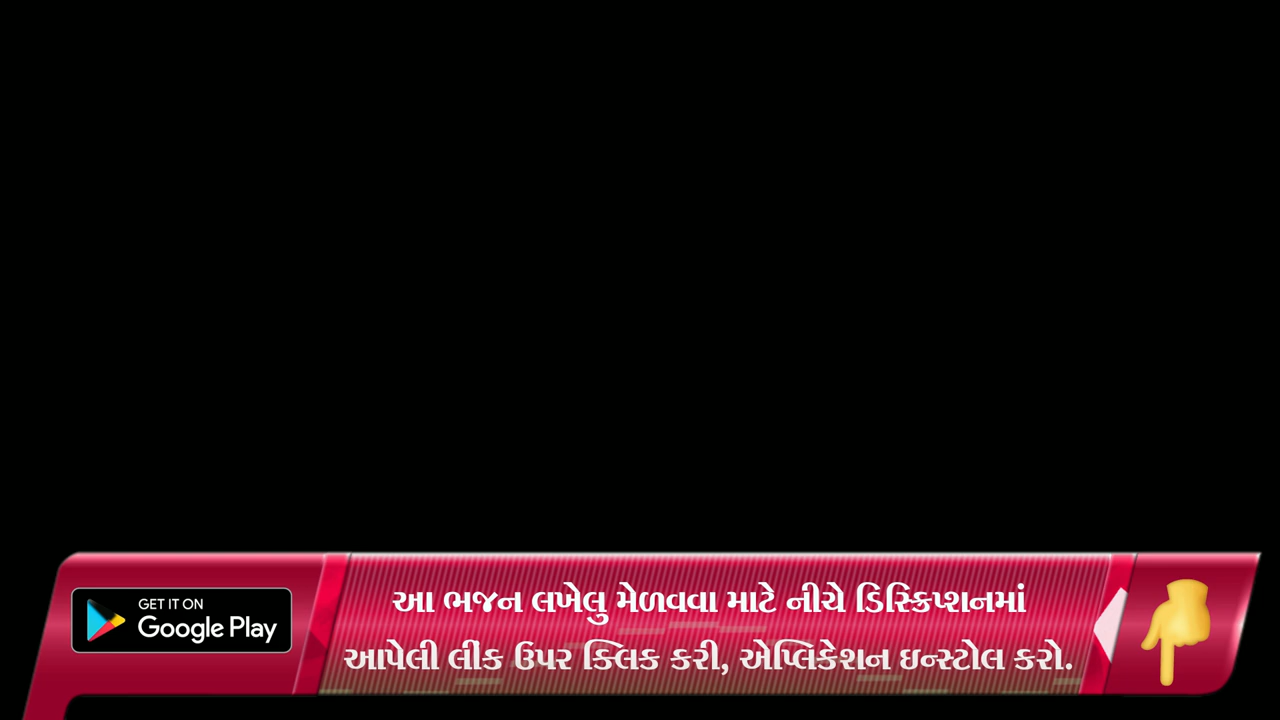 GET IT ON
Google Play
આ ભજન લખેલુ મેળવવા માટે નીચે ડિસ્ક્રિપ્શનમાં
આપેલી લીંક ઉપર ક્લિક કરી, એપ્લિકેશન ઇન્સ્ટોલ કરો.